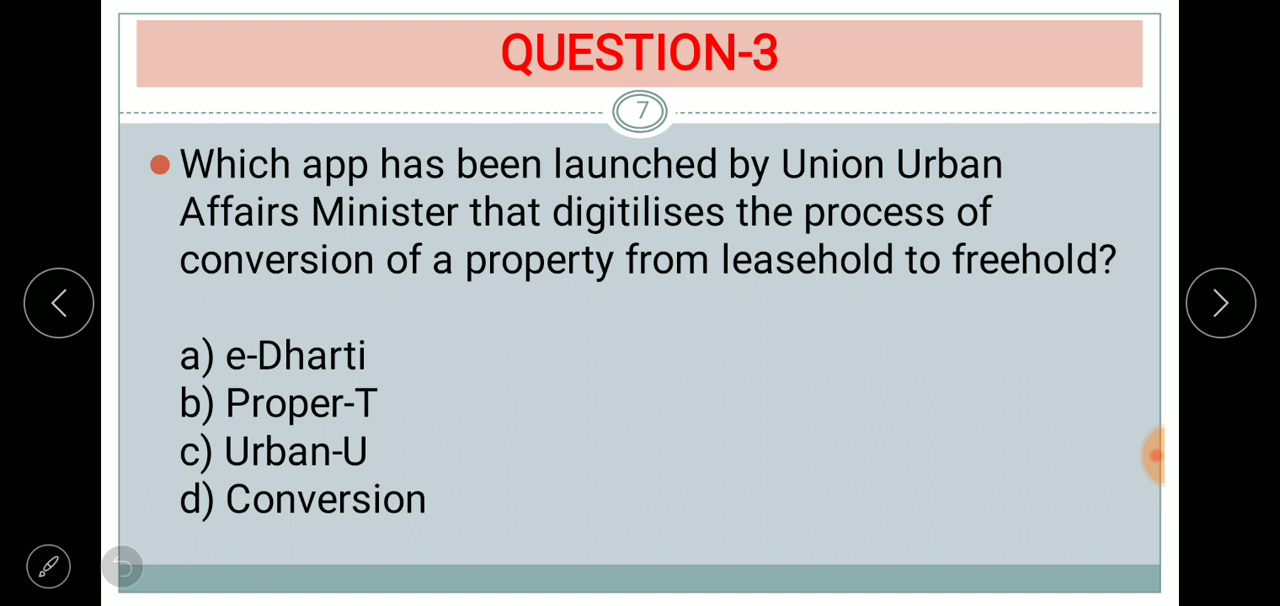 QUESTION-3
7
Which app has been launched by Union Urban
Affairs Minister that digitilises the process of
conversion of a property from leasehold to freehold?
a) e-Dharti
b) Proper-T
c) Urban-U
d) Conversion